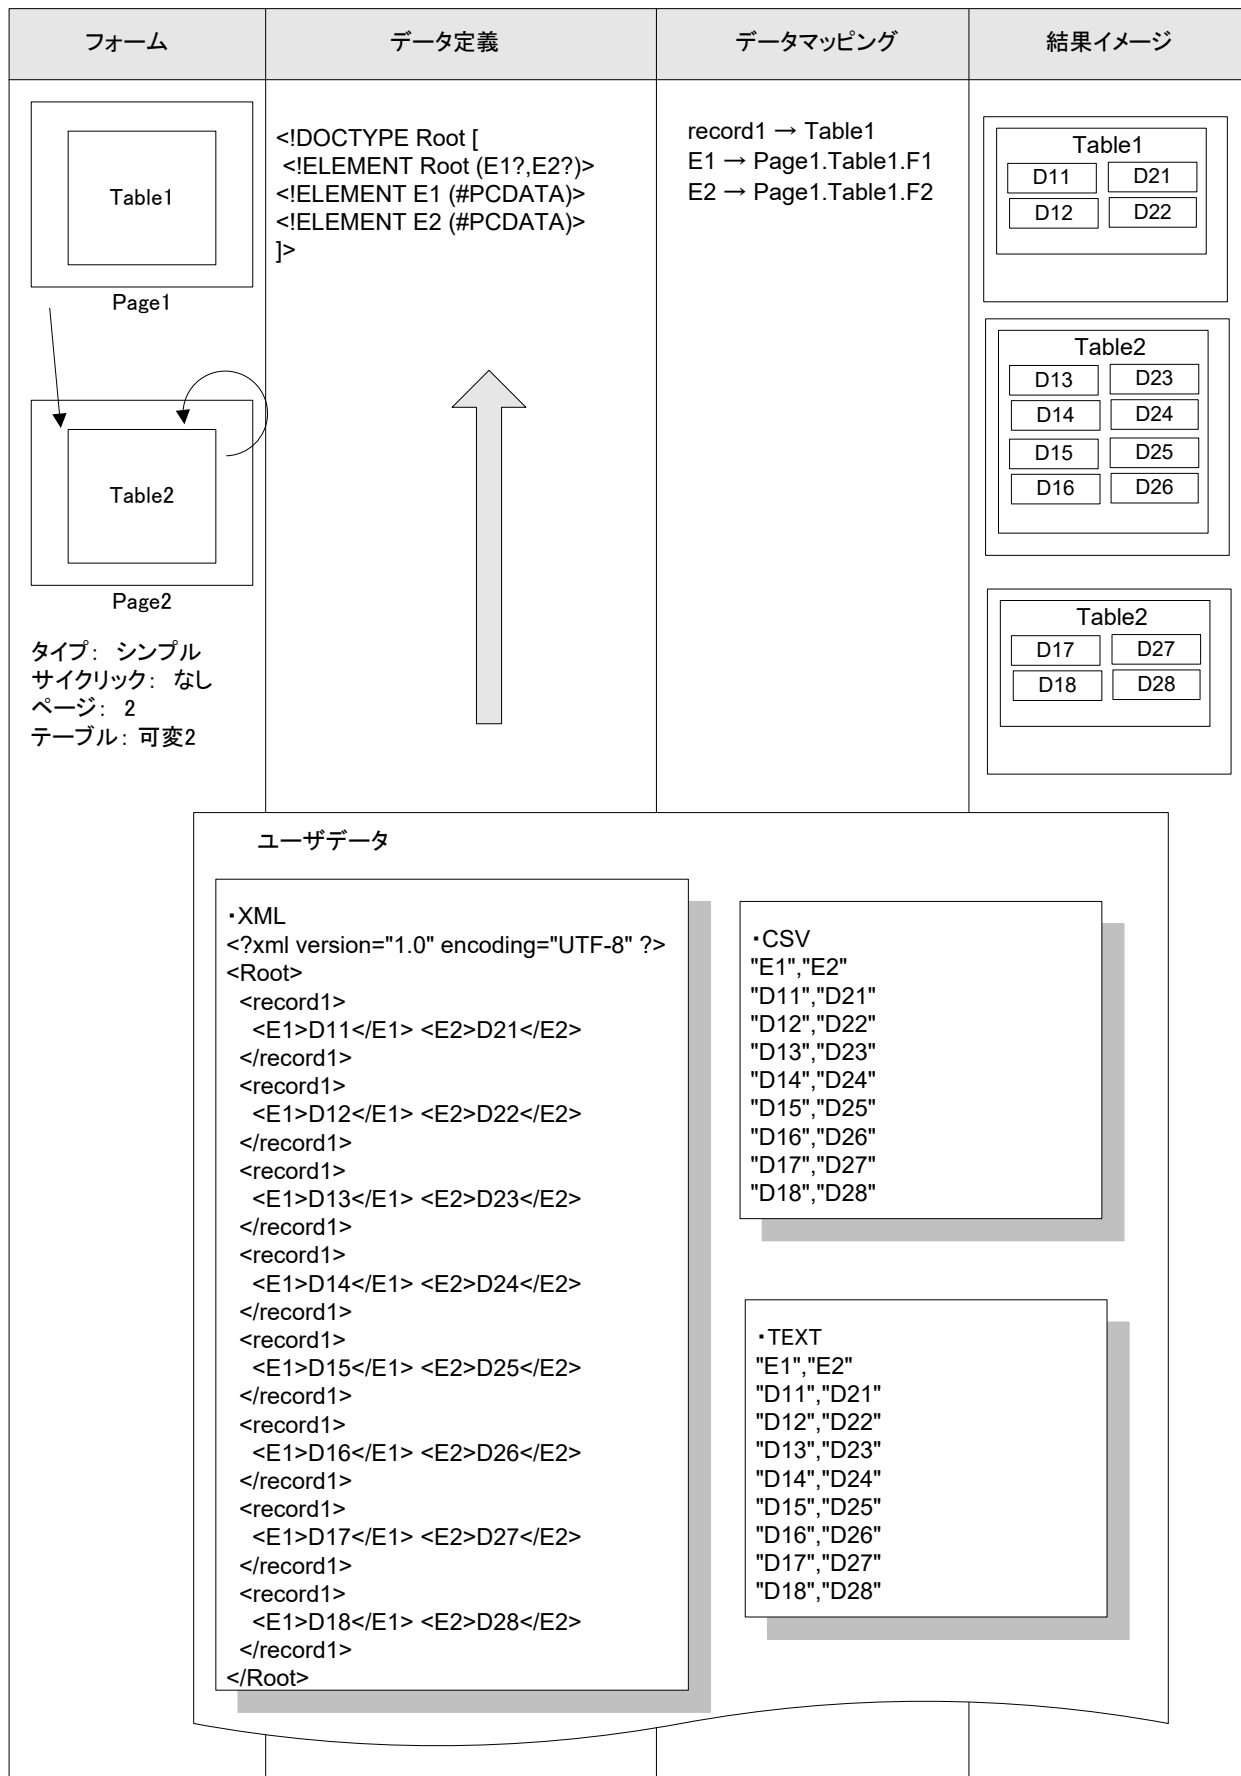 フォーム
データ定義
データマッピング
結果イメージ
Table1
Page1
Table2
Page2
タイプ： シンプル
サイクリック： なし
ページ： 2
テーブル：可変2
<!DOCTYPE Root [
<!ELEMENT Root (E1?,E2?)>
<!ELEMENT E1 (#PCDATA)>
<!ELEMENT E2 (#PCDATA)>
]>
record1 → Table1
E1 → Page1.Table1.F1
E2 → Page1.Table1.F2
Table1
D11 D21
D12 D22
Table2
D13 D23
D14 D24
D15 D25
D16 D26
Table2
D17 D27
D18 D28
ユーザデータ
・XML
<?xml version="1.0" encoding="UTF-8" ?>
<Root>
<record1>
<E1>D11</E1> <E2>D21</E2>
</record1>
<record1>
<E1>D12</E1> <E2>D22</E2>
</record1>
<record1>
<E1>D13</E1> <E2>D23</E2>
</record1>
<record1>
<E1>D14</E1> <E2>D24</E2>
</record1>
<record1>
<E1>D15</E1> <E2>D25</E2>
</record1>
<record1>
<E1>D16</E1> <E2>D26</E2>
</record1>
<record1>
<E1>D17</E1> <E2>D27</E2>
</record1>
<record1>
<E1>D18</E1> <E2>D28</E2>
</record1>
</Root>
・CSV
"E1","E2"
"D11","D21"
"D12","D22"
"D13","D23"
"D14","D24"
"D15","D25"
"D16","D26"
"D17","D27"
"D18","D28"
・TEXT
"E1","E2"
"D11","D21"
"D12","D22"
"D13","D23"
"D14","D24"
"D15","D25"
"D16","D26"
"D17","D27"
"D18","D28"